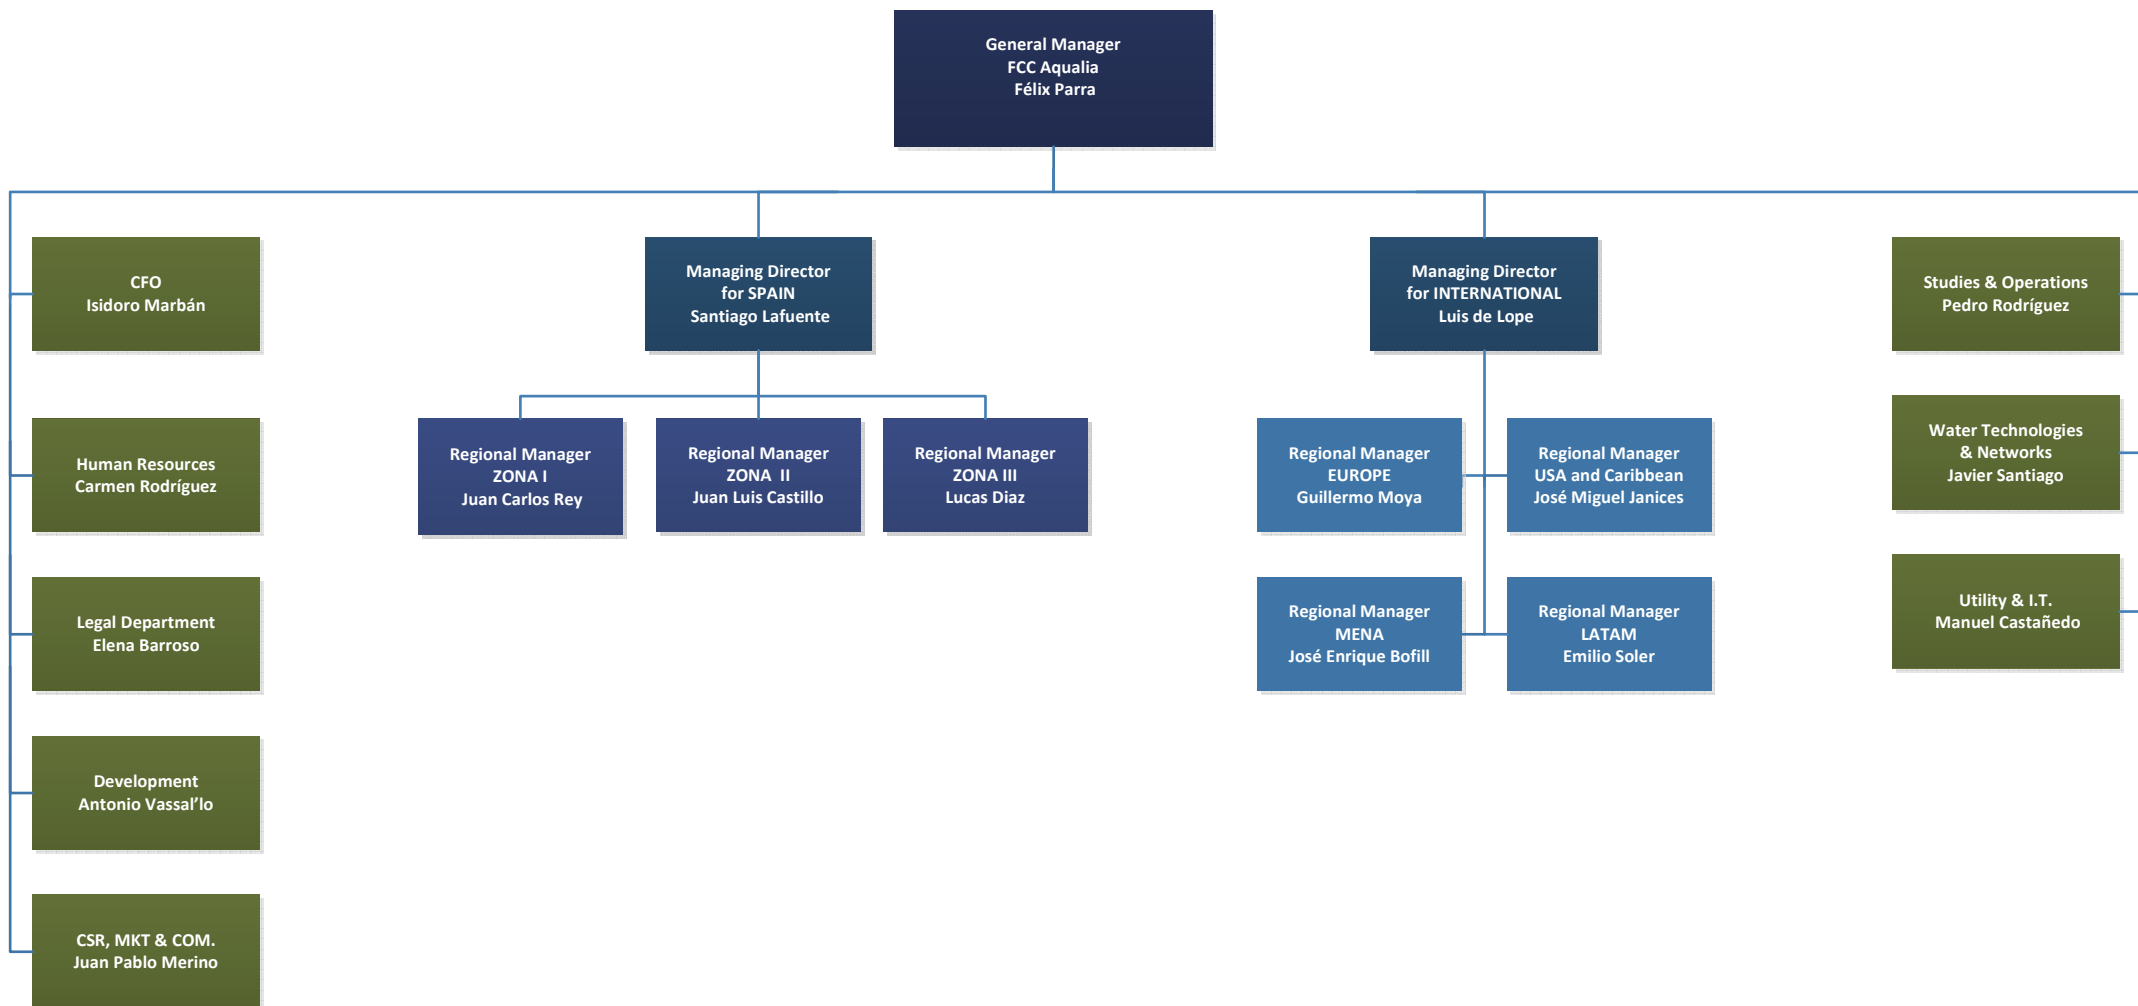 General Manager
FCC Aqualia
Félix Parra
CFO
Isidoro Marbán
Managing Director
for SPAIN
Santiago Lafuente
Managing Director
for INTERNATIONAL
Luis de Lope
Studies & Operations
Pedro Rodríguez
Human Resources
Carmen Rodríguez
Regional Manager
ZONA I
Juan Carlos Rey
Regional Manager
ZONA  II
Juan Luis Castillo
Regional Manager
ZONA III
Lucas Diaz
Regional Manager
EUROPE
Guillermo Moya
Regional Manager
USA and Caribbean
José Miguel Janices
Water Technologies
& Networks
Javier Santiago
Legal Department
Elena Barroso
Regional Manager
MENA
José Enrique Bofill
Regional Manager
LATAM
Emilio Soler
Utility & I.T.
Manuel Castañedo
Development
Antonio Vassal’lo
CSR, MKT & COM.
Juan Pablo Merino